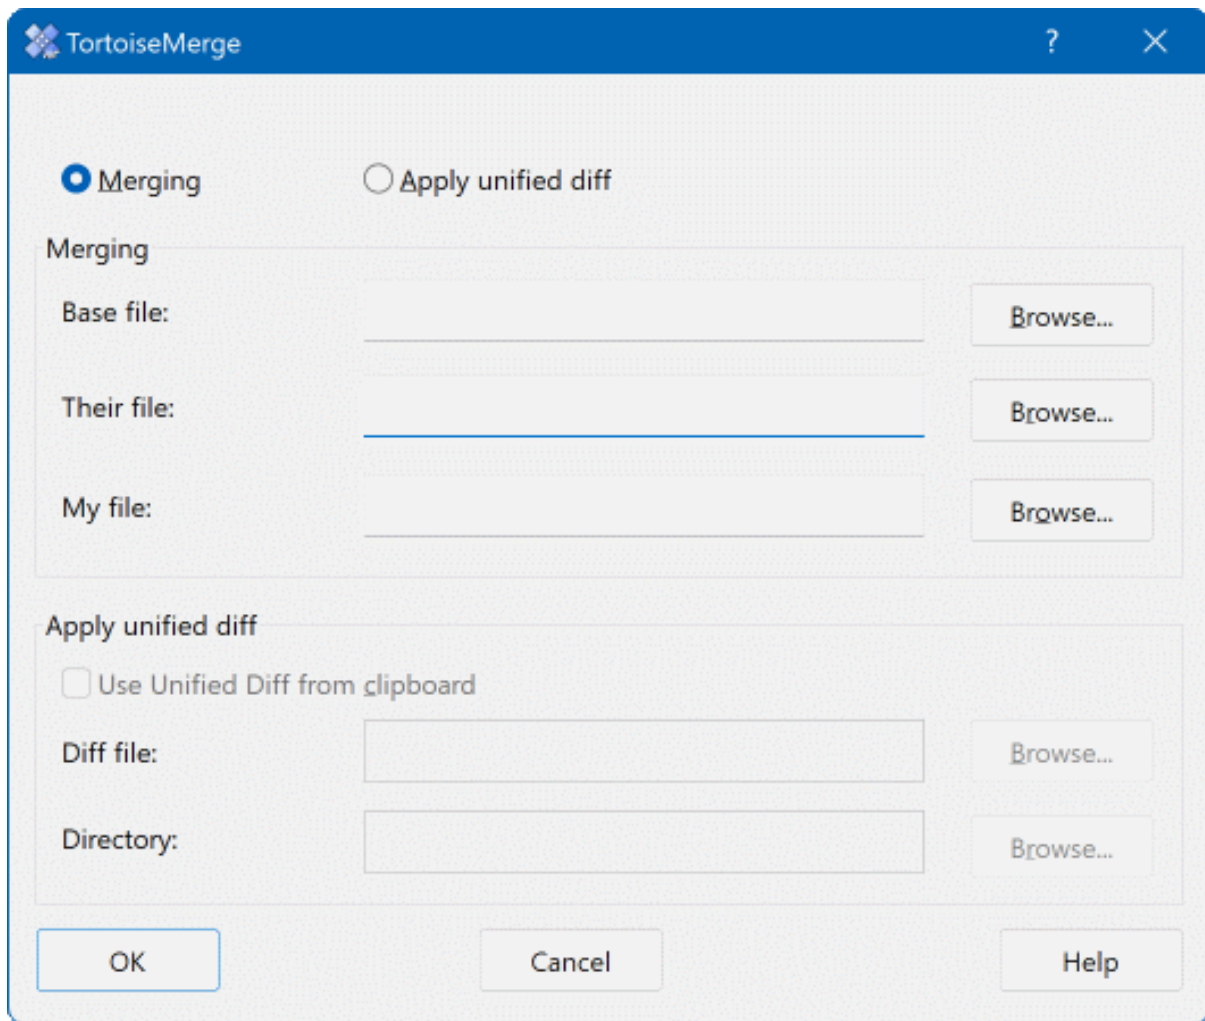 TortoiseMerge ?
Merging Apply unified diff
Merging
Base file: Browse...
Their file: Browse...
My file: Browse...
Apply unified diff
Use Unified Diff from clipboard
Diff file: Browse...
Directory: Browse...
OK Cancel Help